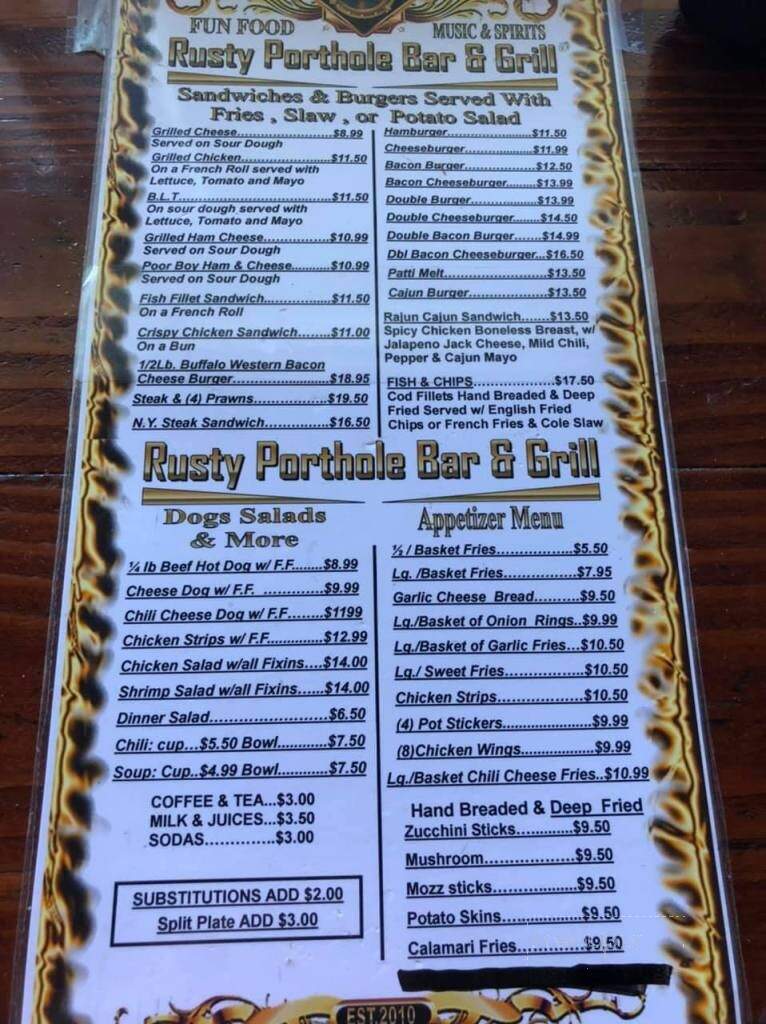 FUN FOOD MUSIC & SPIRITS
Rusty Porthole Bar & Grill
Sandwiches & Burgers Served With
Fries , Slaw , or Potato Salad
Grilled Cheese....................$8.99
Served on Sour Dough
Grilled Chicken...................$11.50
On a French Roll served with
Lettuce, Tomato and Mayo
B.L.T...............................$11.50
On sour dough served with
Lettuce, Tomato and Mayo
Grilled Ham Cheese..............$10.99
Served on Sour Dough
Poor Boy Ham & Cheese.........$10.99
Served on Sour Dough
Fish Fillet Sandwich..............$11.50
On a French Roll
Crispy Chicken Sandwich.......$11.00
On a Bun
1/2Lb. Buffalo Western Bacon
Cheese Burger.....................$18.95
Steak & (4) Prawns................$19.50
N.Y. Steak Sandwich..............$16.50
Hamburger.....................$11.50
Cheeseburger..................$11.99
Bacon Burger..................$12.50
Bacon Cheeseburger.........$13.99
Double Burger.................$13.99
Double Cheeseburger........$14.50
Double Bacon Burger.......$14.99
Dbl Bacon Cheeseburger...$16.50
Patti Melt......................$13.50
Cajun Burger..................$13.50
Rajun Cajun Sandwich......$13.50
Spicy Chicken Boneless Breast, w/
Jalapeno Jack Cheese, Mild Chili,
Pepper & Cajun Mayo
FISH & CHIPS.................$17.50
Cod Fillets Hand Breaded & Deep
Fried Served w/ English Fried
Chips or French Fries & Cole Slaw
Rusty Porthole Bar & Grill
Dogs Salads
& More
¼ lb Beef Hot Dog w/ F.F.......$8.99
Cheese Dog w/ F.F. .............$9.99
Chili Cheese Dog w/ F.F........$1199
Chicken Strips w/ F.F............$12.99
Chicken Salad w/all Fixins....$14.00
Shrimp Salad w/all Fixins......$14.00
Dinner Salad.........................$6.50
Chili: cup...$5.50 Bowl...........$7.50
Soup: Cup..$4.99 Bowl...........$7.50
COFFEE & TEA...$3.00
MILK & JUICES...$3.50
SODAS.............$3.00
SUBSTITUTIONS ADD $2.00
Split Plate ADD $3.00
Appetizer Menu
½ / Basket Fries.................$5.50
Lg. /Basket Fries................$7.95
Garlic Cheese Bread..........$9.50
Lg./Basket of Onion Rings..$9.99
Lg./Basket of Garlic Fries...$10.50
Lg./ Sweet Fries.................$10.50
Chicken Strips...................$10.50
(4) Pot Stickers...................$9.99
(8)Chicken Wings................$9.99
Lg./Basket Chili Cheese Fries..$10.99
Hand Breaded & Deep Fried
Zucchini Sticks.............$9.50
Mushroom....................$9.50
Mozz sticks...................$9.50
Potato Skins..................$9.50
Calamari Fries...............$9.50
EST.2010